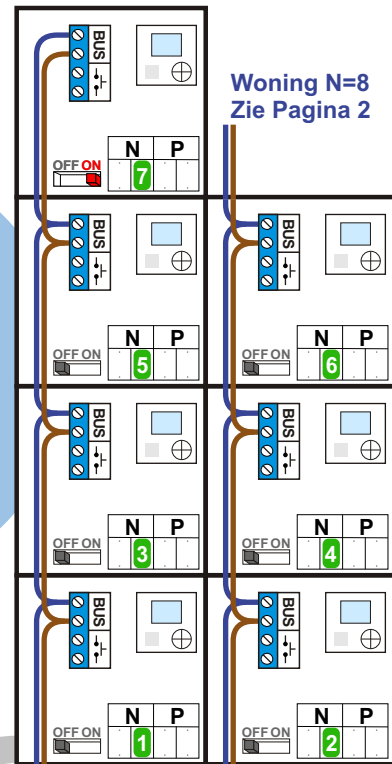 BUS
Woning N=8
Zie Pagina 2
N P
OFF ON
7
BUS
BUS
N P
N P
OFF ON
5
OFF ON
6
BUS
BUS
N P
N P
OFF ON
3
OFF ON
4
BUS
BUS
N P
N P
OFF ON
1
OFF ON
2